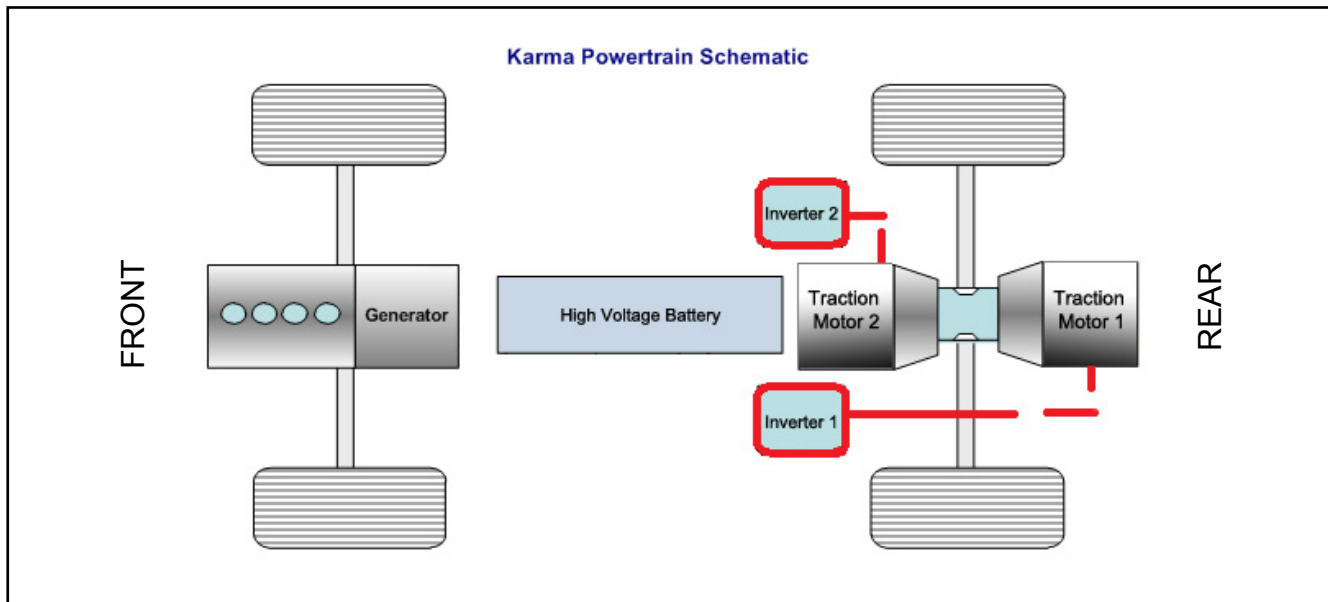 Karma Powertrain Schematic
Inverter 2
FRONT
Generator
High Voltage Battery
Traction
Motor 2
Traction
Motor 1
REAR
Inverter 1